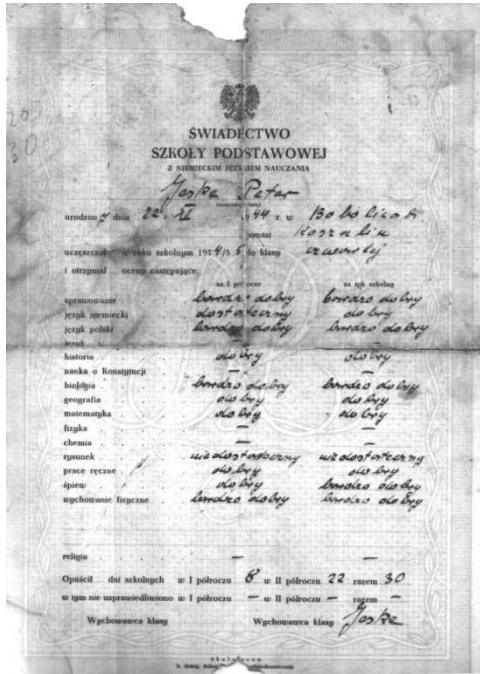 ŚWIADECTWO
SZKOŁY PODSTAWOWEJ
Z NIEMIECKIM JĘZYKIEM NAUCZANIA
Jeske Peter
urodzony dnia 22 XI 44 r. w Bobolicach
powiat Koszalin
uczęszczał w roku szkolnym 1954/5 do klasy czwartej
i otrzymał oceny następujące:
za I półrocze za rok szkolny
sprawowanie bardzo dobry bardzo dobry
język niemiecki dostateczny dobry
język polski bardzo dobry bardzo dobry
język — —
historia dobry dobry
nauka o Konstytucji — —
biologia bardzo dobry bardzo dobry
geografia dobry dobry
matematyka dobry dobry
fizyka — —
chemia — —
rysunek niedostateczny niedostateczny
prace ręczne dobry dobry
śpiew dobry bardzo dobry
wychowanie fizyczne bardzo dobry bardzo dobry
religia — —
Opuścił dni szkolnych w I półroczu 8 w II półroczu 22 razem 30
w tym nie usprawiedliwiono w I półroczu — w II półroczu — razem —
Wychowawca klasy Wychowawca klasy Jeske